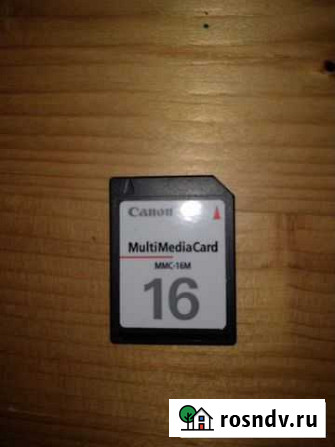 Canon
MultiMediaCard
MMC-16M
16
rosndv.ru